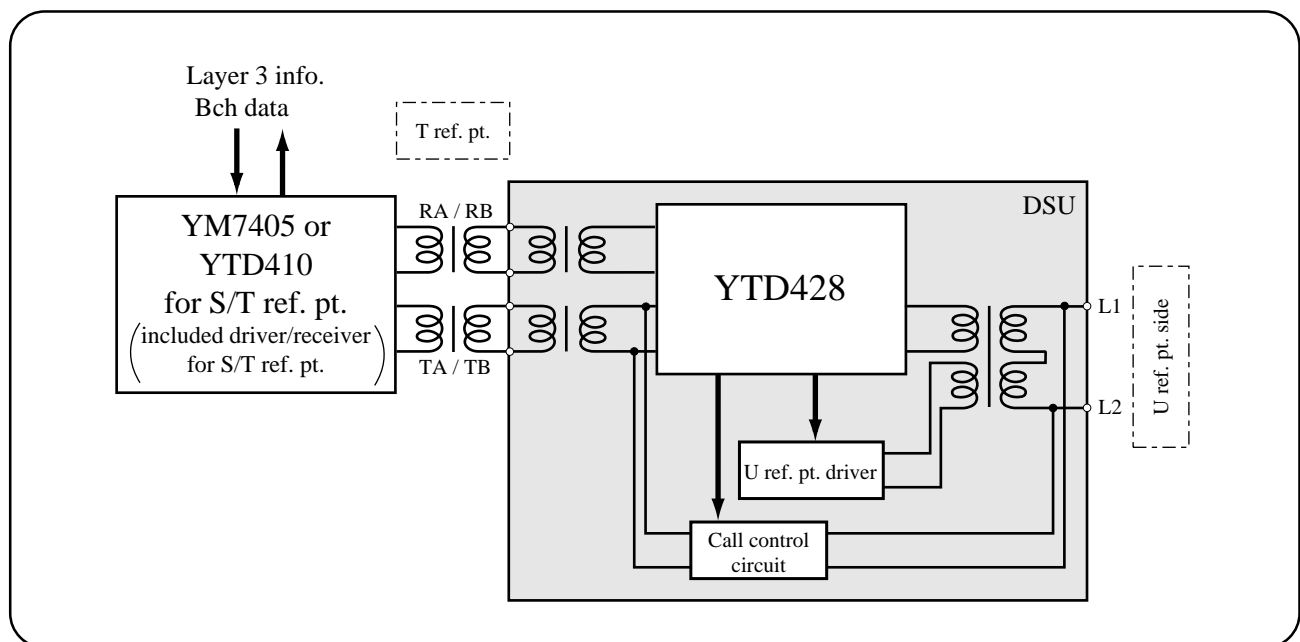 Layer 3 info.
Bch data
T ref. pt.
RA / RB
DSU
YM7405 or
YTD410
for S/T ref. pt.
(included driver/receiver
for S/T ref. pt.)
TA / TB
YTD428
L1
L2
U ref. pt. side
U ref. pt. driver
Call control
circuit